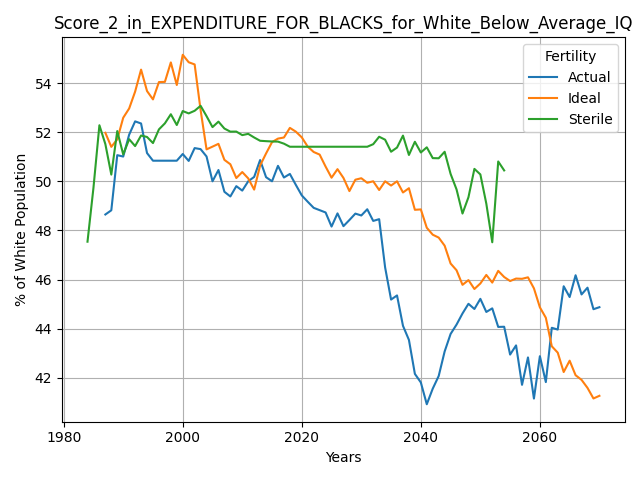 Score_2_in_EXPENDITURE_FOR_BLACKS_for_White_Below_Average_IQ
Fertility
Actual
Ideal
Sterile
% of White Population
54
52
50
48
46
44
42
1980
2000
2020
2040
2060
Years